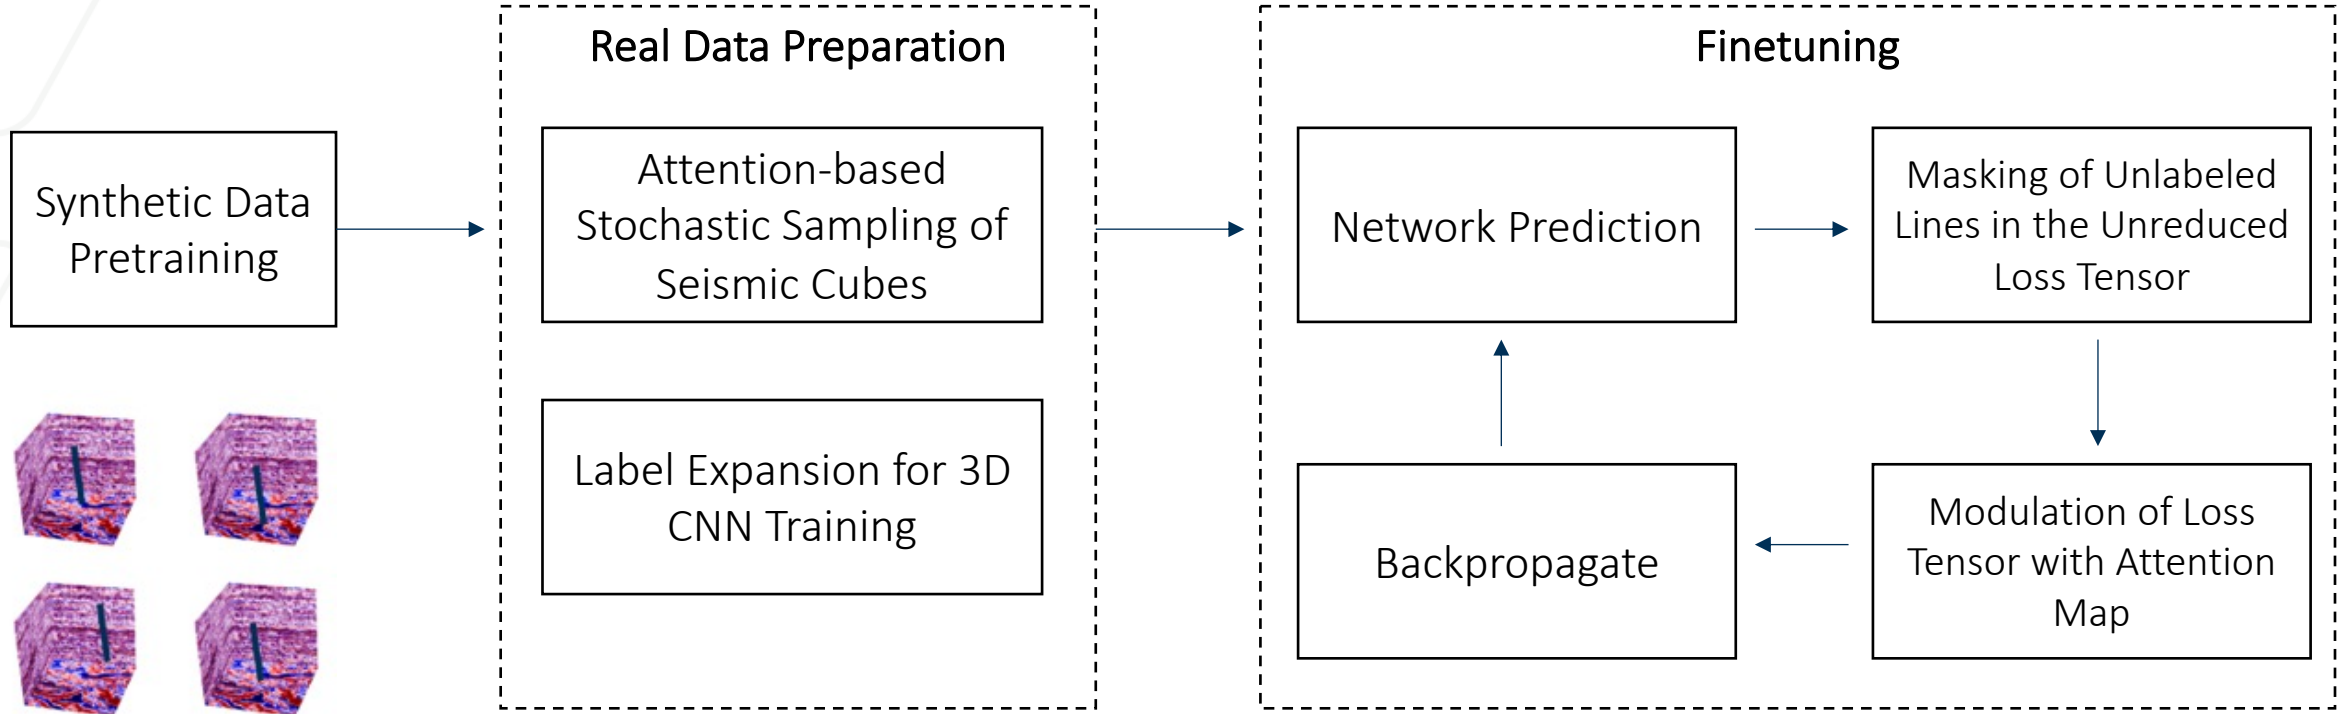 Synthetic Data
Pretraining
Real Data Preparation
Attention-based
Stochastic Sampling of
Seismic Cubes
Label Expansion for 3D
CNN Training
Finetuning
Network Prediction
Masking of Unlabeled
Lines in the Unreduced
Loss Tensor
Backpropagate
Modulation of Loss
Tensor with Attention
Map